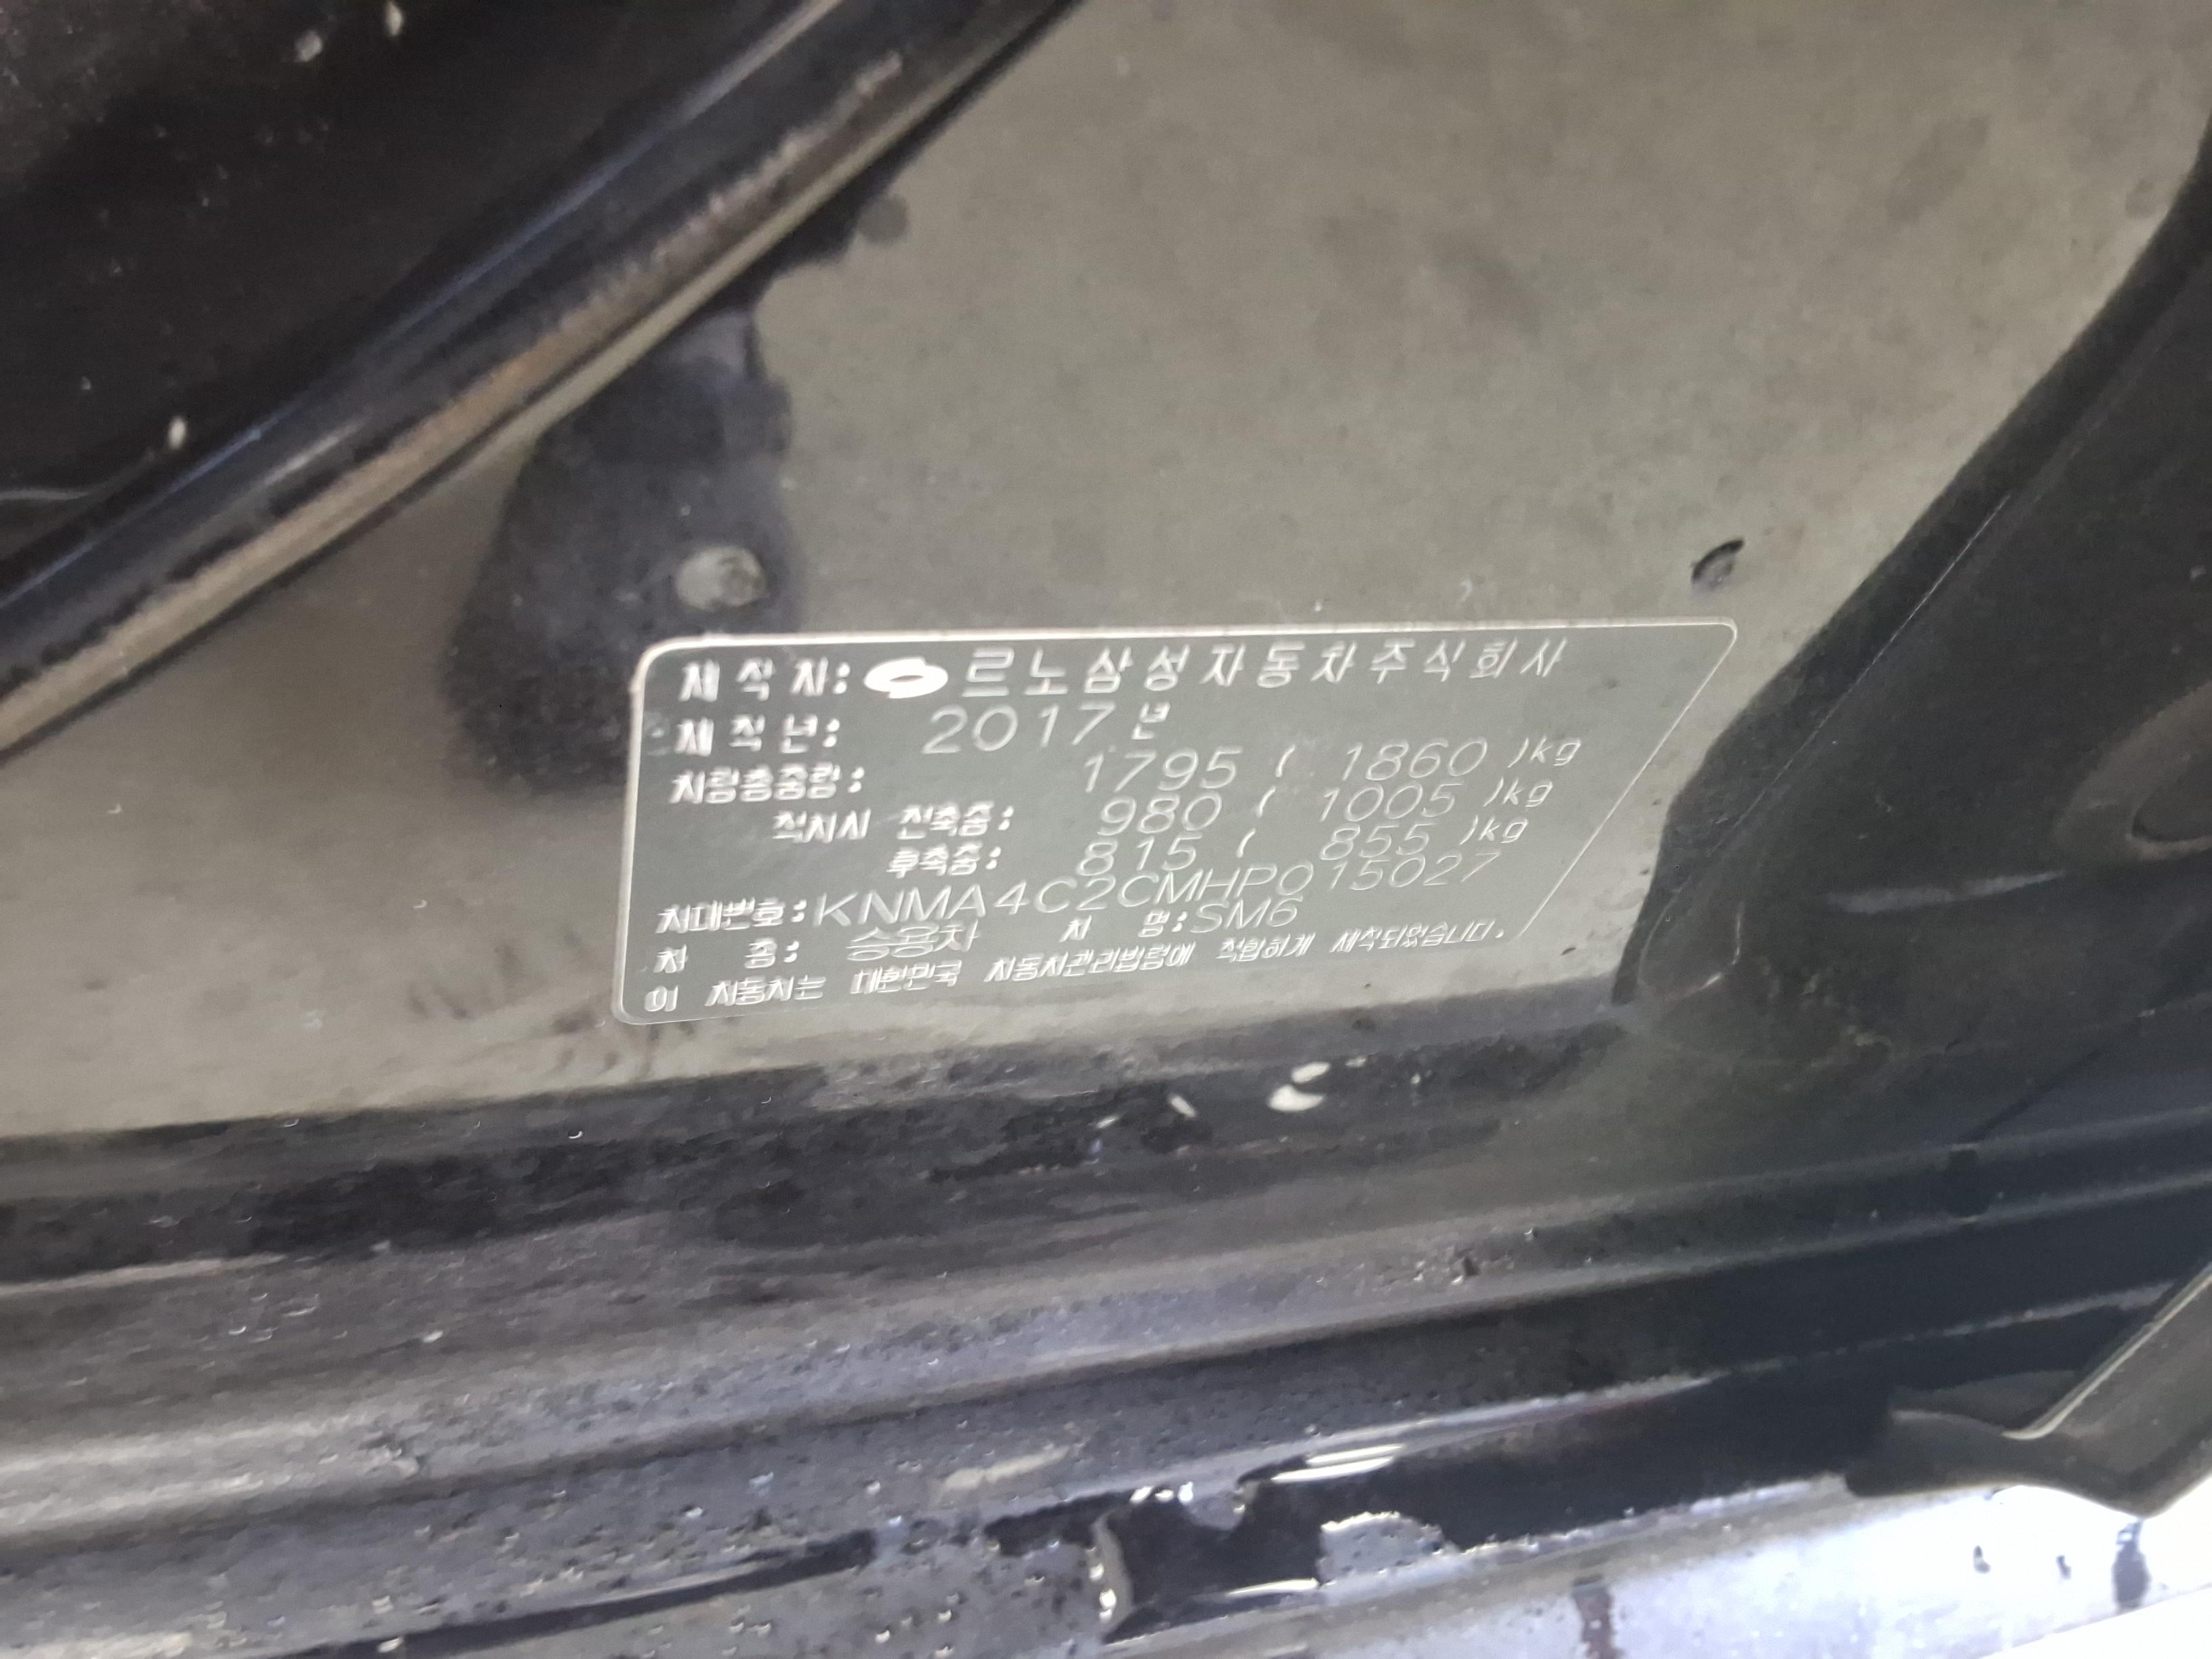 제 작 자: 르노삼성자동차주식회사
제 작 년: 2017 년
차량총중량: 1795 ( 1860 )kg
적차시 전축중: 980 ( 1005 )kg
후축중: 815 ( 855 )kg
차대번호: KNMA4C2CMHP015027
차 종: 승용차 차 명: SM6
이 자동차는 대한민국 자동차관리법령에 적합하게 제작되었습니다.